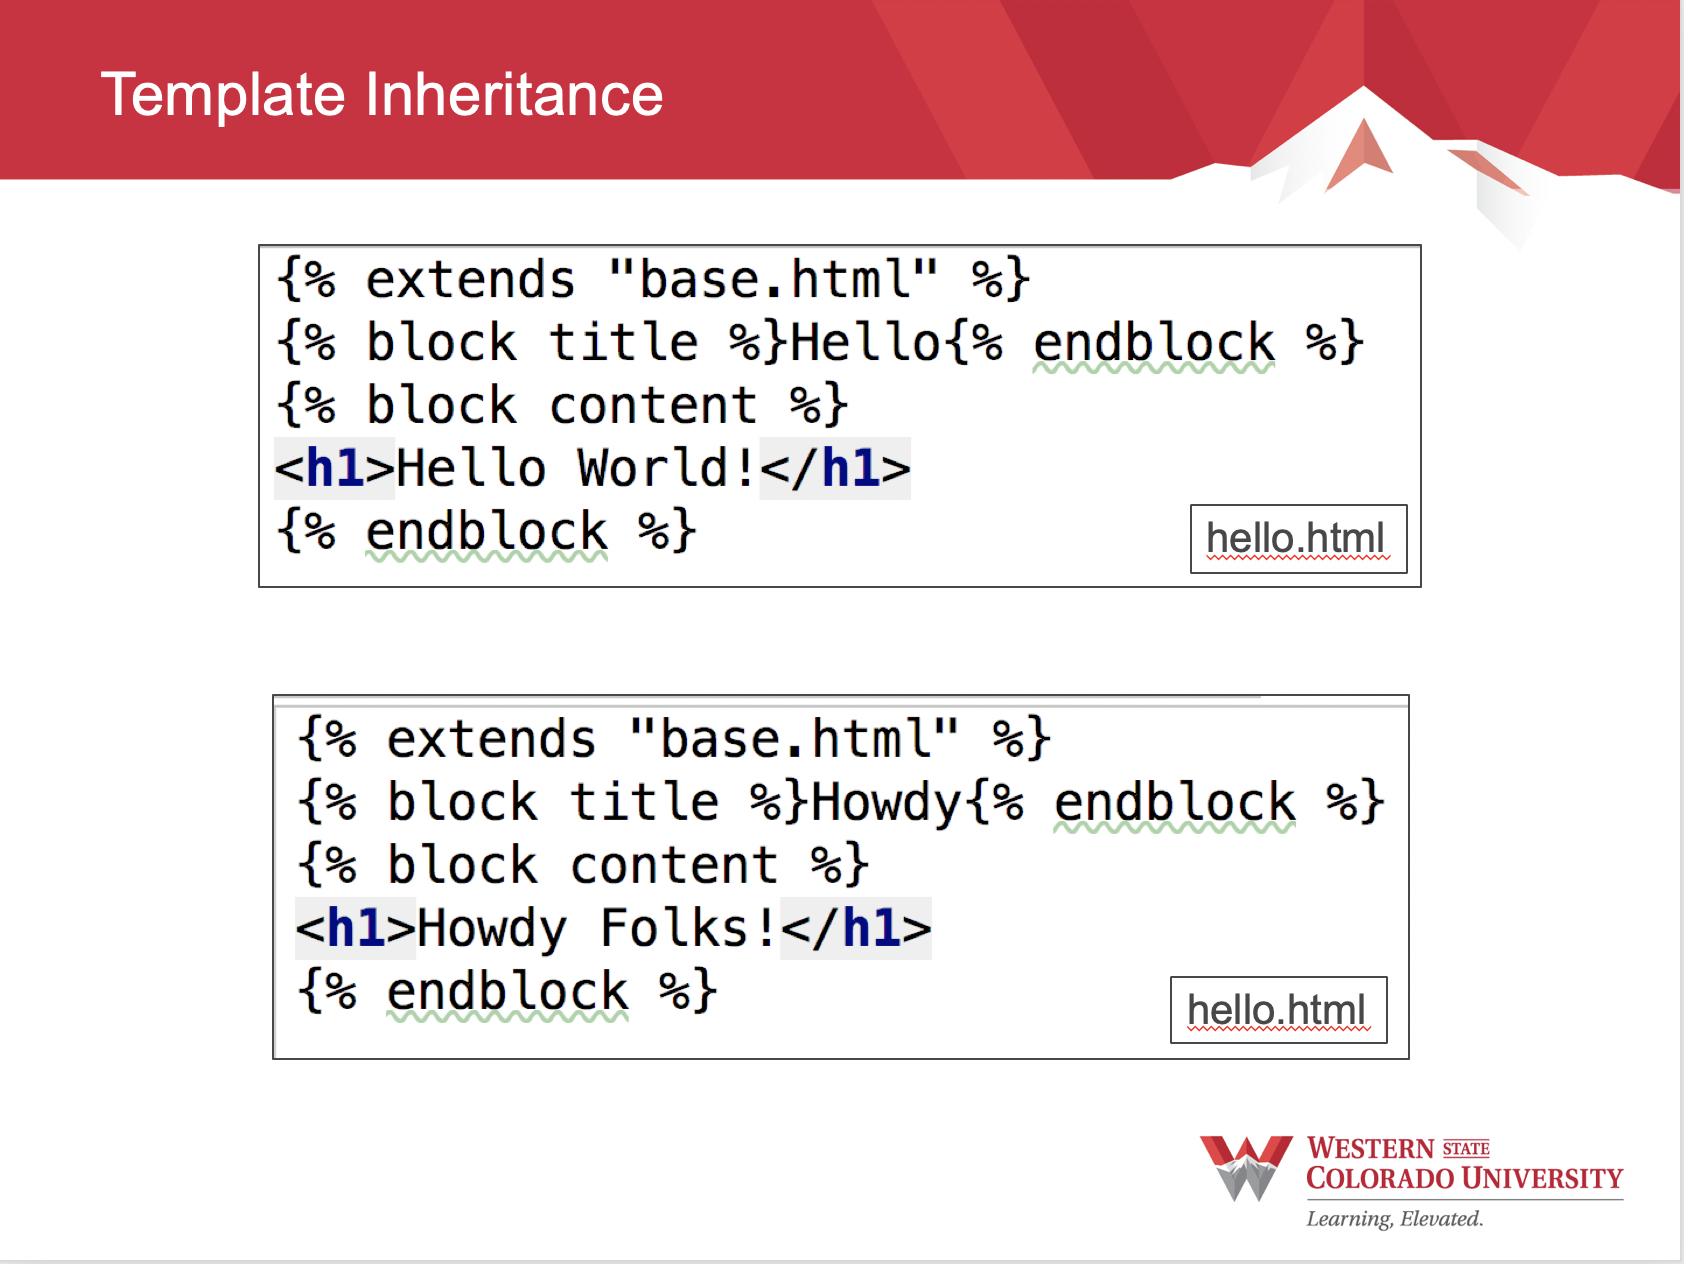 Template Inheritance
{% extends "base.html" %}
{% block title %}Hello{% endblock %}
{% block content %}
<h1>Hello World!</h1>
{% endblock %}
hello.html
{% extends "base.html" %}
{% block title %}Howdy{% endblock %}
{% block content %}
<h1>Howdy Folks!</h1>
{% endblock %}
hello.html
WESTERN STATE
COLORADO UNIVERSITY
Learning, Elevated.